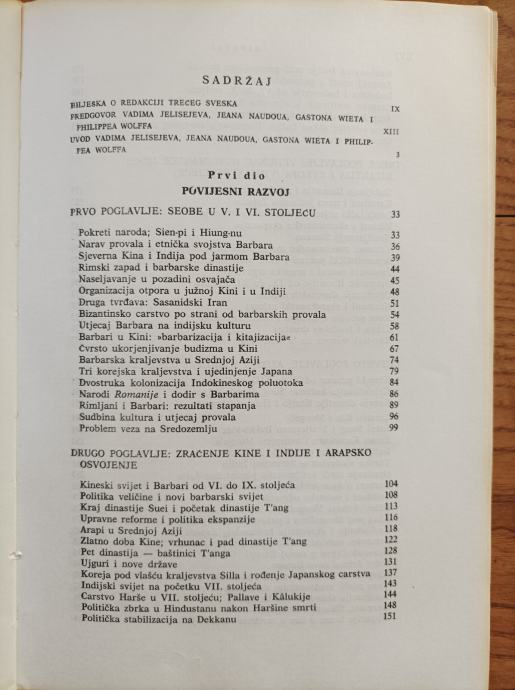 SADRŽAJ
BILJEŠKA O REDAKCIJI TREĆEG SVESKA IX
PREDGOVOR VADIMA JELISEJEVA, JEANA NAUDOUA, GASTONA WIETA I
PHILIPPEA WOLFFA XIII
UVOD VADIMA JELISEJEVA, JEANA NAUDOUA, GASTONA WIETA I PHILIP-
PEA WOLFFA 3
Prvi dio
POVIJESNI RAZVOJ
PRVO POGLAVLJE: SEOBE U V. I VI. STOLJEĆU 33
Pokreti naroda; Sien-pi i Hiung-nu 33
Narav provala i etnička svojstva Barbara 36
Sjeverna Kina i Indija pod jarmom Barbara 39
Rimski zapad i barbarske dinastije 44
Naseljavanje u pozadini osvajača 45
Organizacija otpora u južnoj Kini i u Indiji 48
Druga tvrđava: Sasanidski Iran 51
Bizantinsko carstvo po strani od barbarskih provala 54
Utjecaj Barbara na indijsku kulturu 58
Barbari u Kini: »barbarizacija i kitajizacija« 61
Čvrsto ukorjenjivanje budizma u Kini 67
Barbarska kraljevstva u Srednjoj Aziji 74
Tri korejska kraljevstva i ujedinjenje Japana 79
Dvostruka kolonizacija Indokineskog poluotoka 84
Narodi Romanije i dodir s Barbarima 86
Rimljani i Barbari: rezultati stapanja 89
Sudbina kultura i utjecaj provala 96
Problem veza na Sredozemlju 99
DRUGO POGLAVLJE: ZRAČENJE KINE I INDIJE I ARAPSKO
OSVOJENJE
Kineski svijet i Barbari od VI. do IX. stoljeća 104
Politika veličine i novi barbarski svijet 108
Kraj dinastije Suei i početak dinastije T'ang 113
Upravne reforme i politika ekspanzije 116
Arapi u Srednjoj Aziji 118
Zlatno doba Kine; vrhunac i pad dinastije T'ang 122
Pet dinastija — baštinici T'anga 128
Ujguri i nove države 131
Koreja pod vlašću kraljevstva Silla i rođenje Japanskog carstva 137
Indijski svijet na početku VII. stoljeća 143
Carstvo Harše u VII. stoljeću; Pallave i Kâlukije 144
Politička zbrka u Hindustanu nakon Haršine smrti 148
Politička stabilizacija na Dekkanu 151